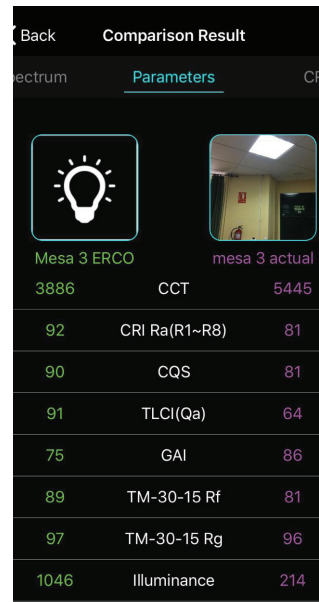 Back Comparison Result
pectrum Parameters CR
Mesa 3 ERCO mesa 3 actual
3886 CCT 5445
92 CRI Ra(R1~R8) 81
90 CQS 81
91 TLCI(Qa) 64
75 GAI 86
89 TM-30-15 Rf 81
97 TM-30-15 Rg 96
1046 Illuminance 214